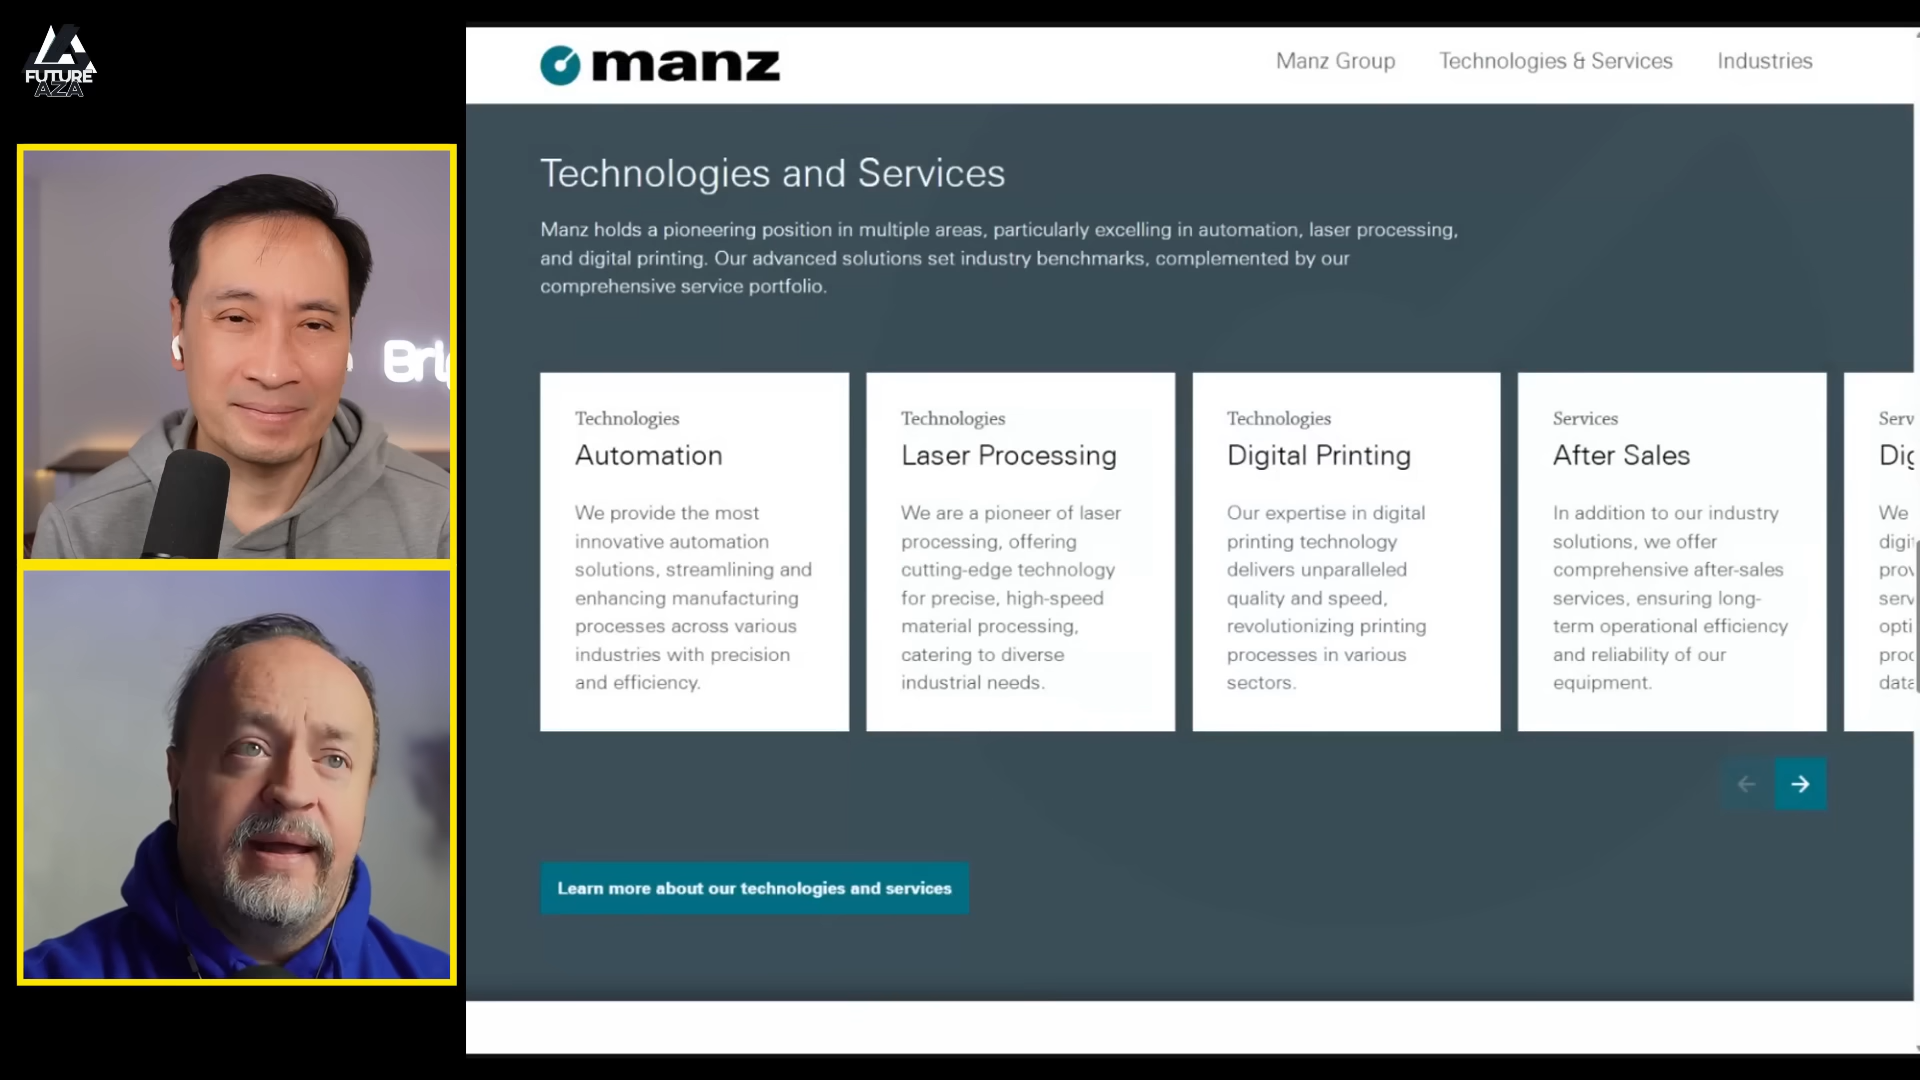 FUTURE
AZA
manz
Manz Group
Technologies & Services
Industries
Technologies and Services
Manz holds a pioneering position in multiple areas, particularly excelling in automation, laser processing,
and digital printing. Our advanced solutions set industry benchmarks, complemented by our
comprehensive service portfolio.
Technologies
Automation
We provide the most
innovative automation
solutions, streamlining and
enhancing manufacturing
processes across various
industries with precision
and efficiency.
Technologies
Laser Processing
We are a pioneer of laser
processing, offering
cutting-edge technology
for precise, high-speed
material processing,
catering to diverse
industrial needs.
Technologies
Digital Printing
Our expertise in digital
printing technology
delivers unparalleled
quality and speed,
revolutionizing printing
processes in various
sectors.
Services
After Sales
In addition to our industry
solutions, we offer
comprehensive after-sales
services, ensuring long-
term operational efficiency
and reliability of our
equipment.
We
Learn more about our technologies and services